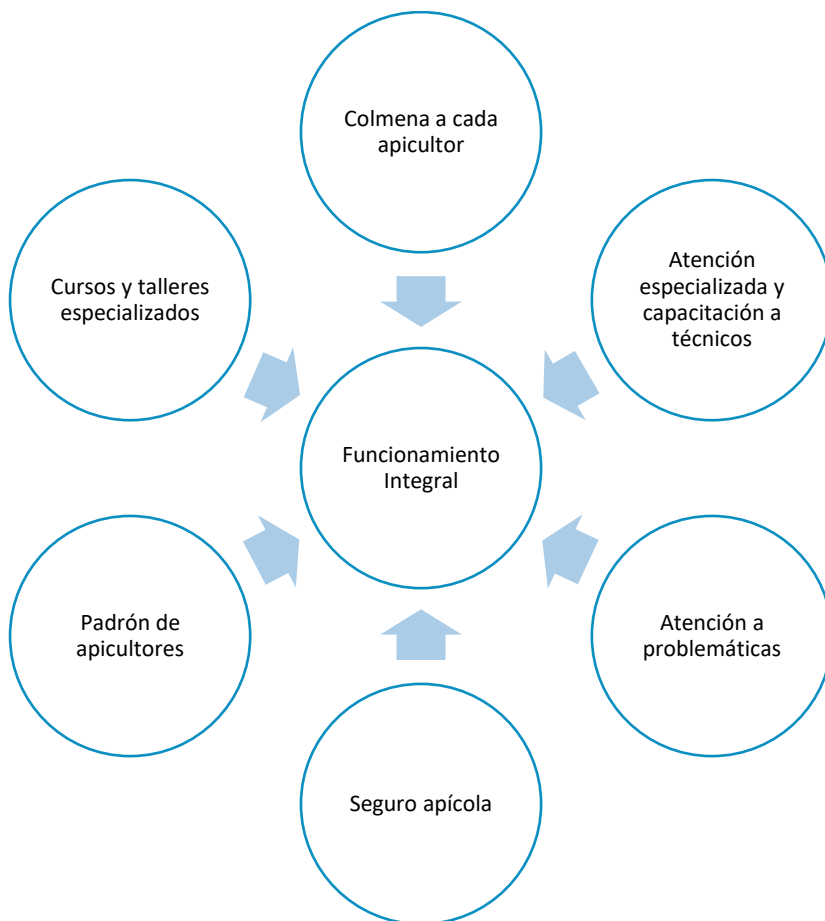 Colmena a cada
apicultor
Cursos y talleres
especializados
Atención
especializada y
capacitación a
técnicos
Funcionamiento
Integral
Padrón de
apicultores
Atención a
problemáticas
Seguro apícola